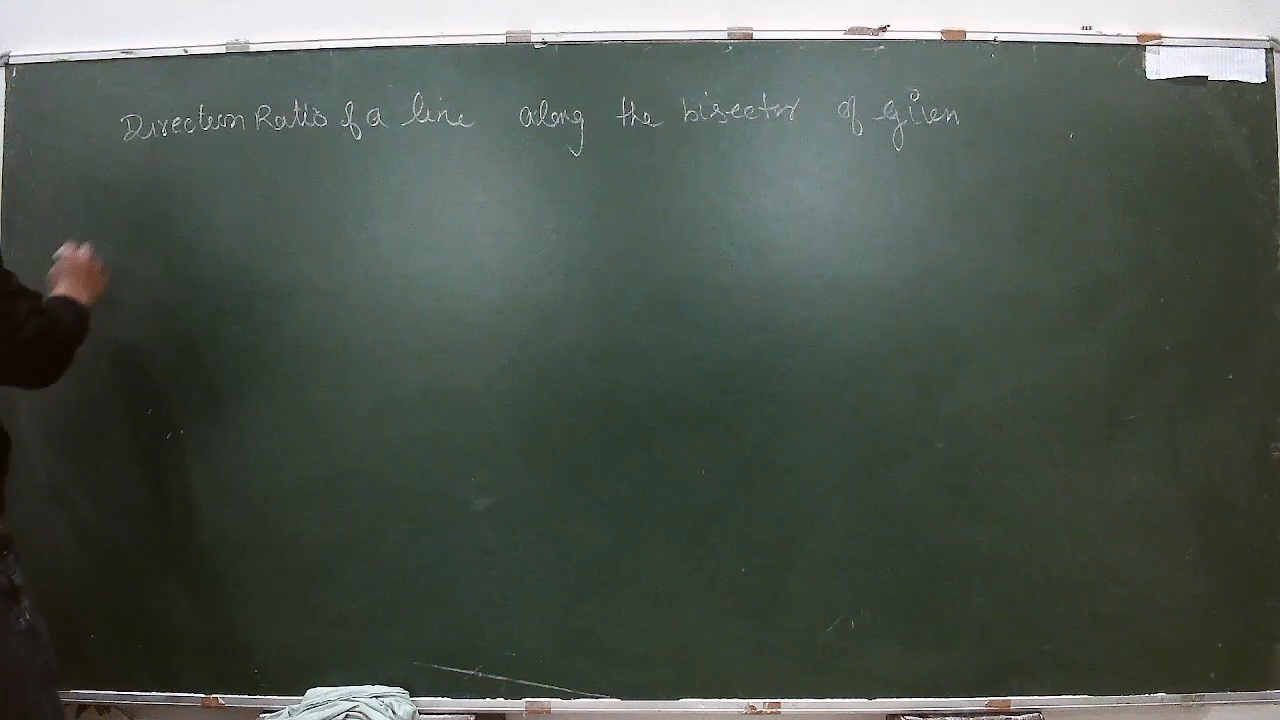 Direction Ratio of a line along the bisector of given